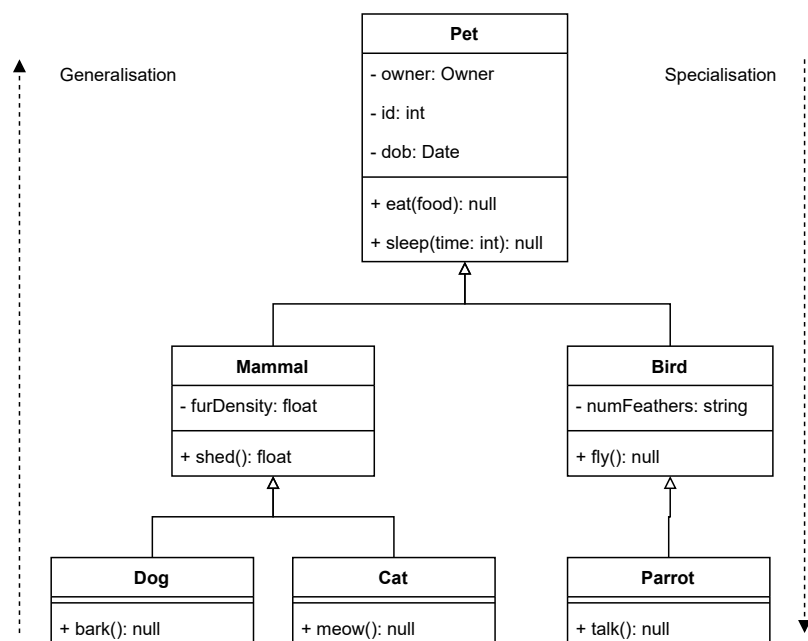 Pet
Generalisation
Specialisation
- owner: Owner
- id: int
- dob: Date
+ eat(food): null
+ sleep(time: int): null
Mammal
- furDensity: float
+ shed(): float
Bird
- numFeathers: string
+ fly(): null
Dog
+ bark(): null
Cat
+ meow(): null
Parrot
+ talk(): null